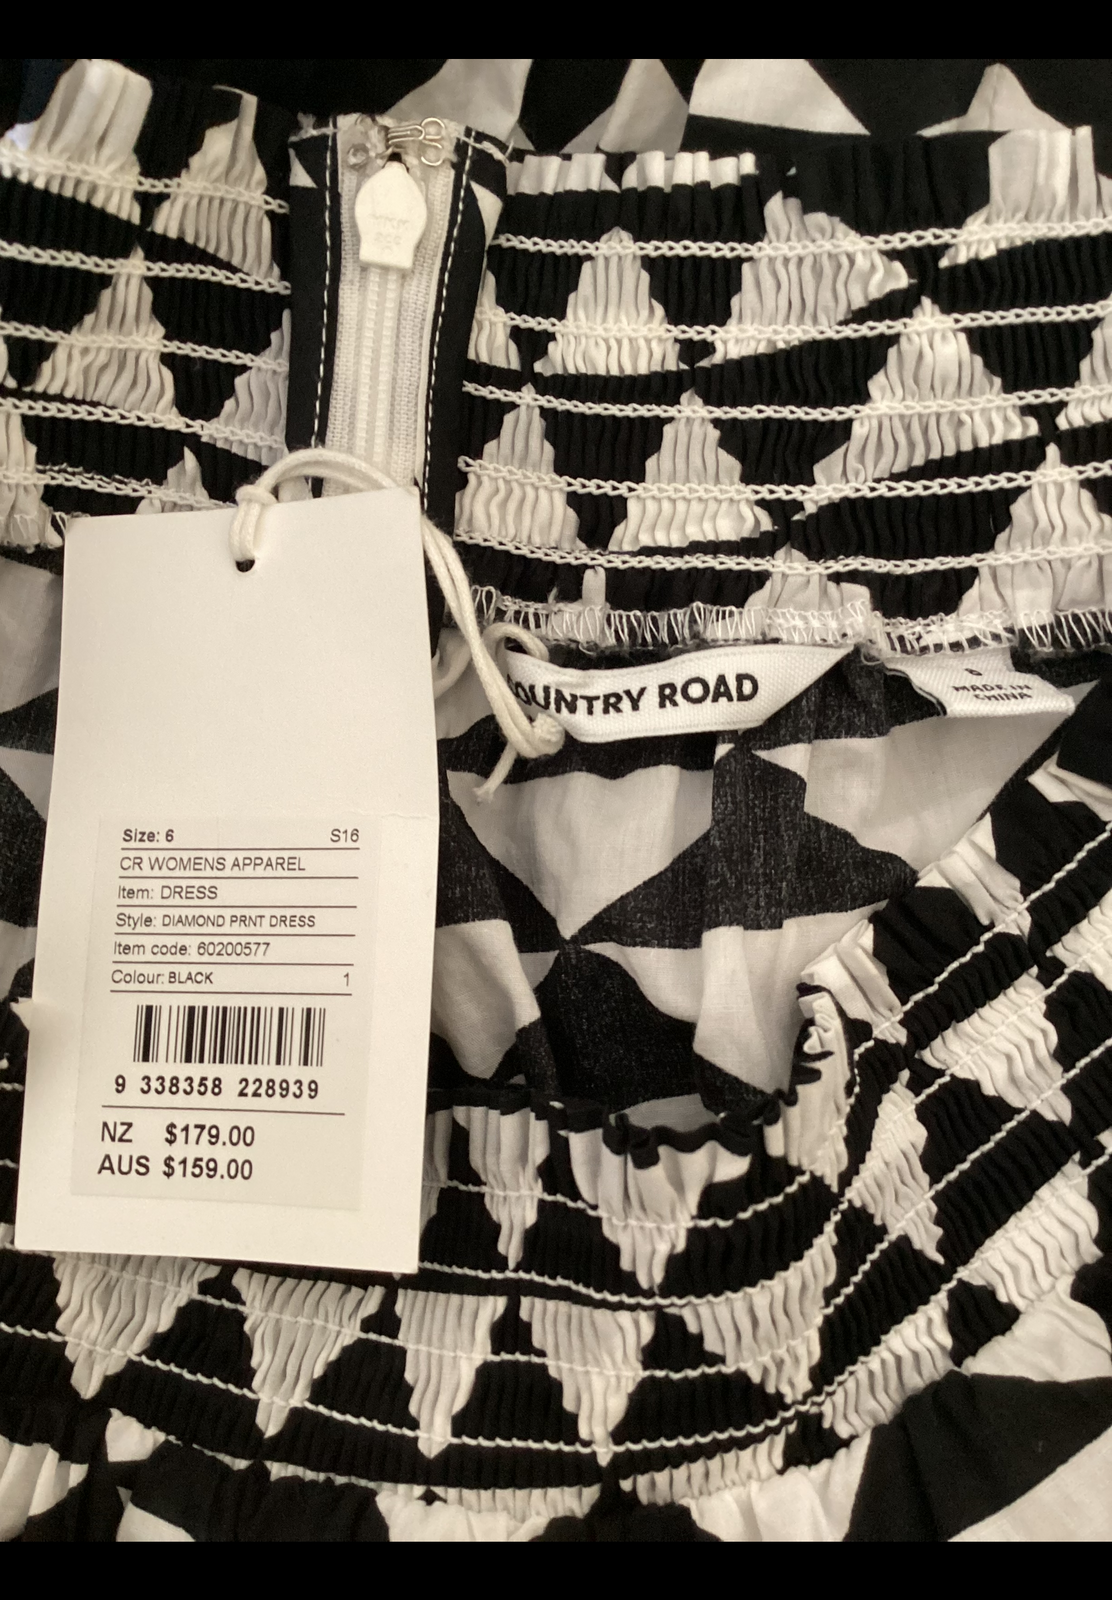 COUNTRY ROAD
6
MADE IN
CHINA
Size: 6 S16
CR WOMENS APPAREL
Item: DRESS
Style: DIAMOND PRNT DRESS
Item code: 60200577
Colour: BLACK 1
9 338358 228939
NZ $179.00
AUS $159.00